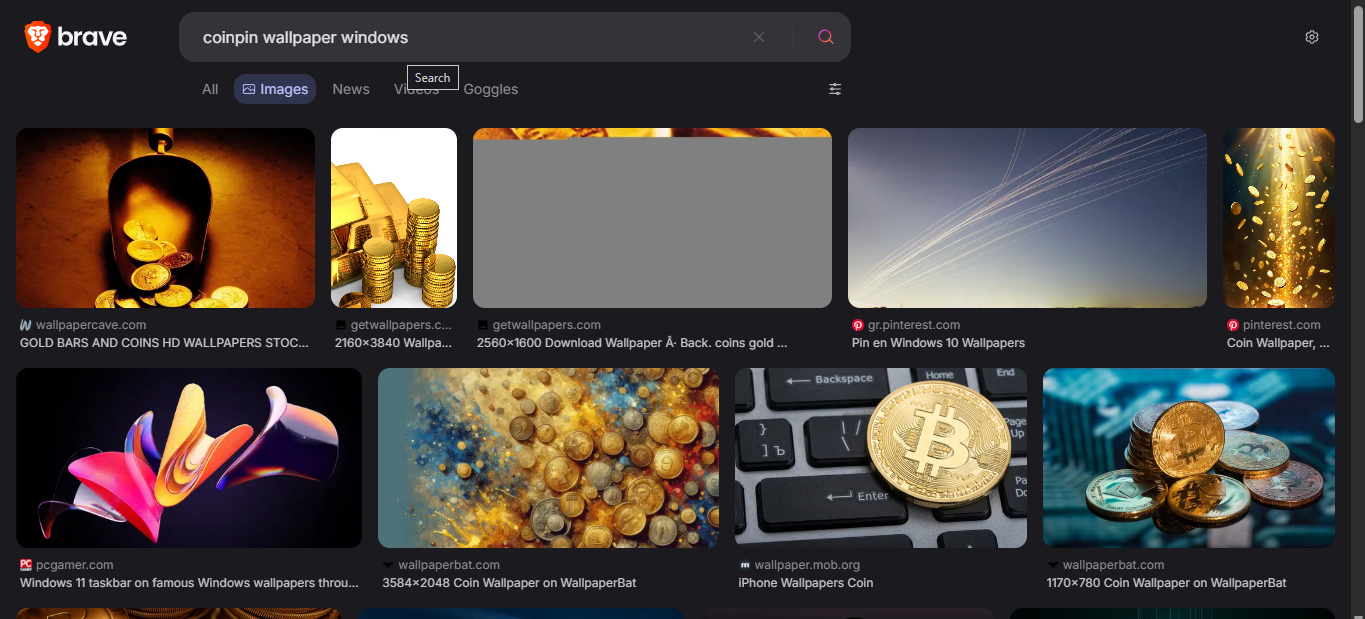 brave
coinpin wallpaper windows
Search
All
Images
News
Videos
Goggles
wallpapercave.com
GOLD BARS AND COINS HD WALLPAPERS STOC...
getwallpapers.c...
2160×3840 Wallpa...
getwallpapers.com
2560×1600 Download Wallpaper Â· Back. coins gold ...
gr.pinterest.com
Pin en Windows 10 Wallpapers
pinterest.com
Coin Wallpaper, ...
Backspace
Home
End
}
] Ъ
\ /
Page
Up
Enter
pcgamer.com
Windows 11 taskbar on famous Windows wallpapers throu...
wallpaperbat.com
3584×2048 Coin Wallpaper on WallpaperBat
wallpaper.mob.org
iPhone Wallpapers Coin
wallpaperbat.com
1170×780 Coin Wallpaper on WallpaperBat